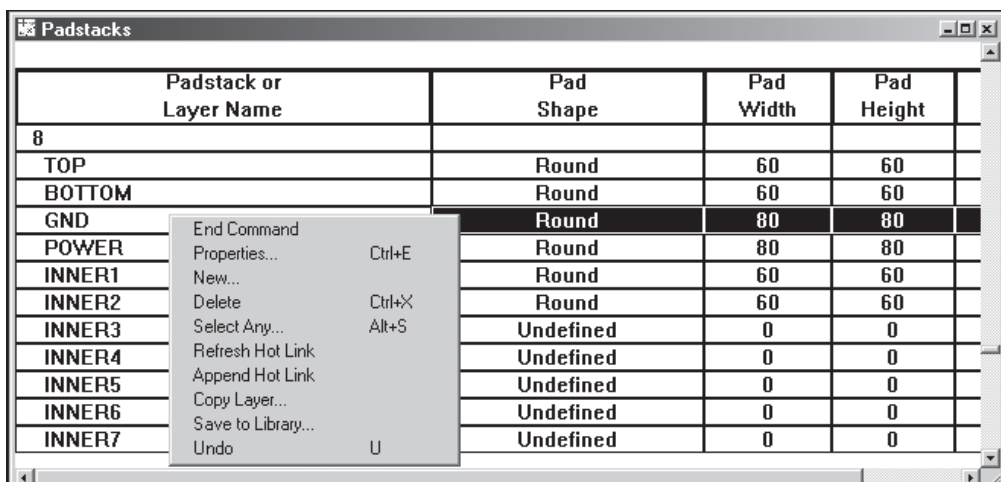 Padstacks
Padstack or Layer Name Pad Shape Pad Width Pad Height
8
TOP Round 60 60
BOTTOM Round 60 60
GND Round 80 80
POWER Round 80 80
INNER1 Round 60 60
INNER2 Round 60 60
INNER3 Undefined 0 0
INNER4 Undefined 0 0
INNER5 Undefined 0 0
INNER6 Undefined 0 0
INNER7 Undefined 0 0
End Command
Properties... Ctrl+E
New...
Delete Ctrl+X
Select Any... Alt+S
Refresh Hot Link
Append Hot Link
Copy Layer...
Save to Library...
Undo U